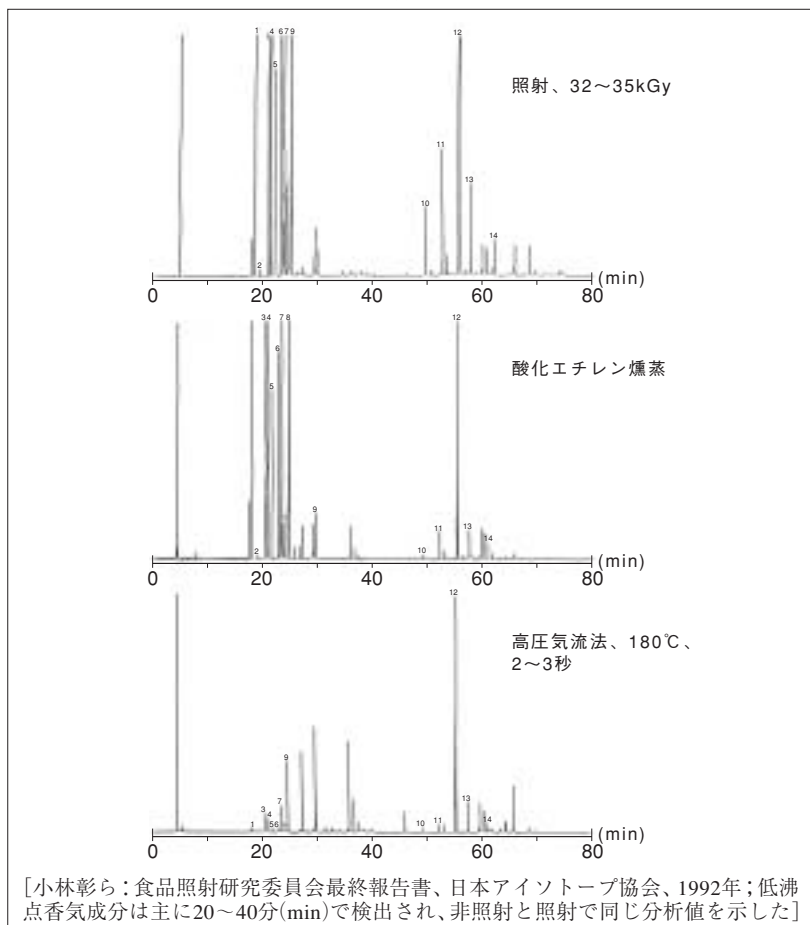 1 2 4 5 6 7 9 10 11 12 13 14
照射、32〜35kGy
0 20 40 60 80 (min)
2 3 4 5 6 7 8 9 10 11 12 13 14
酸化エチレン燻蒸
0 20 40 60 80 (min)
1 3 4 5 6 7 9 10 11 12 13 14
高圧気流法、180℃、
2〜3秒
0 20 40 60 80 (min)
[小林彰ら：食品照射研究委員会最終報告書、日本アイソトープ協会、1992年；低沸
点香気成分は主に20〜40分(min)で検出され、非照射と照射で同じ分析値を示した]